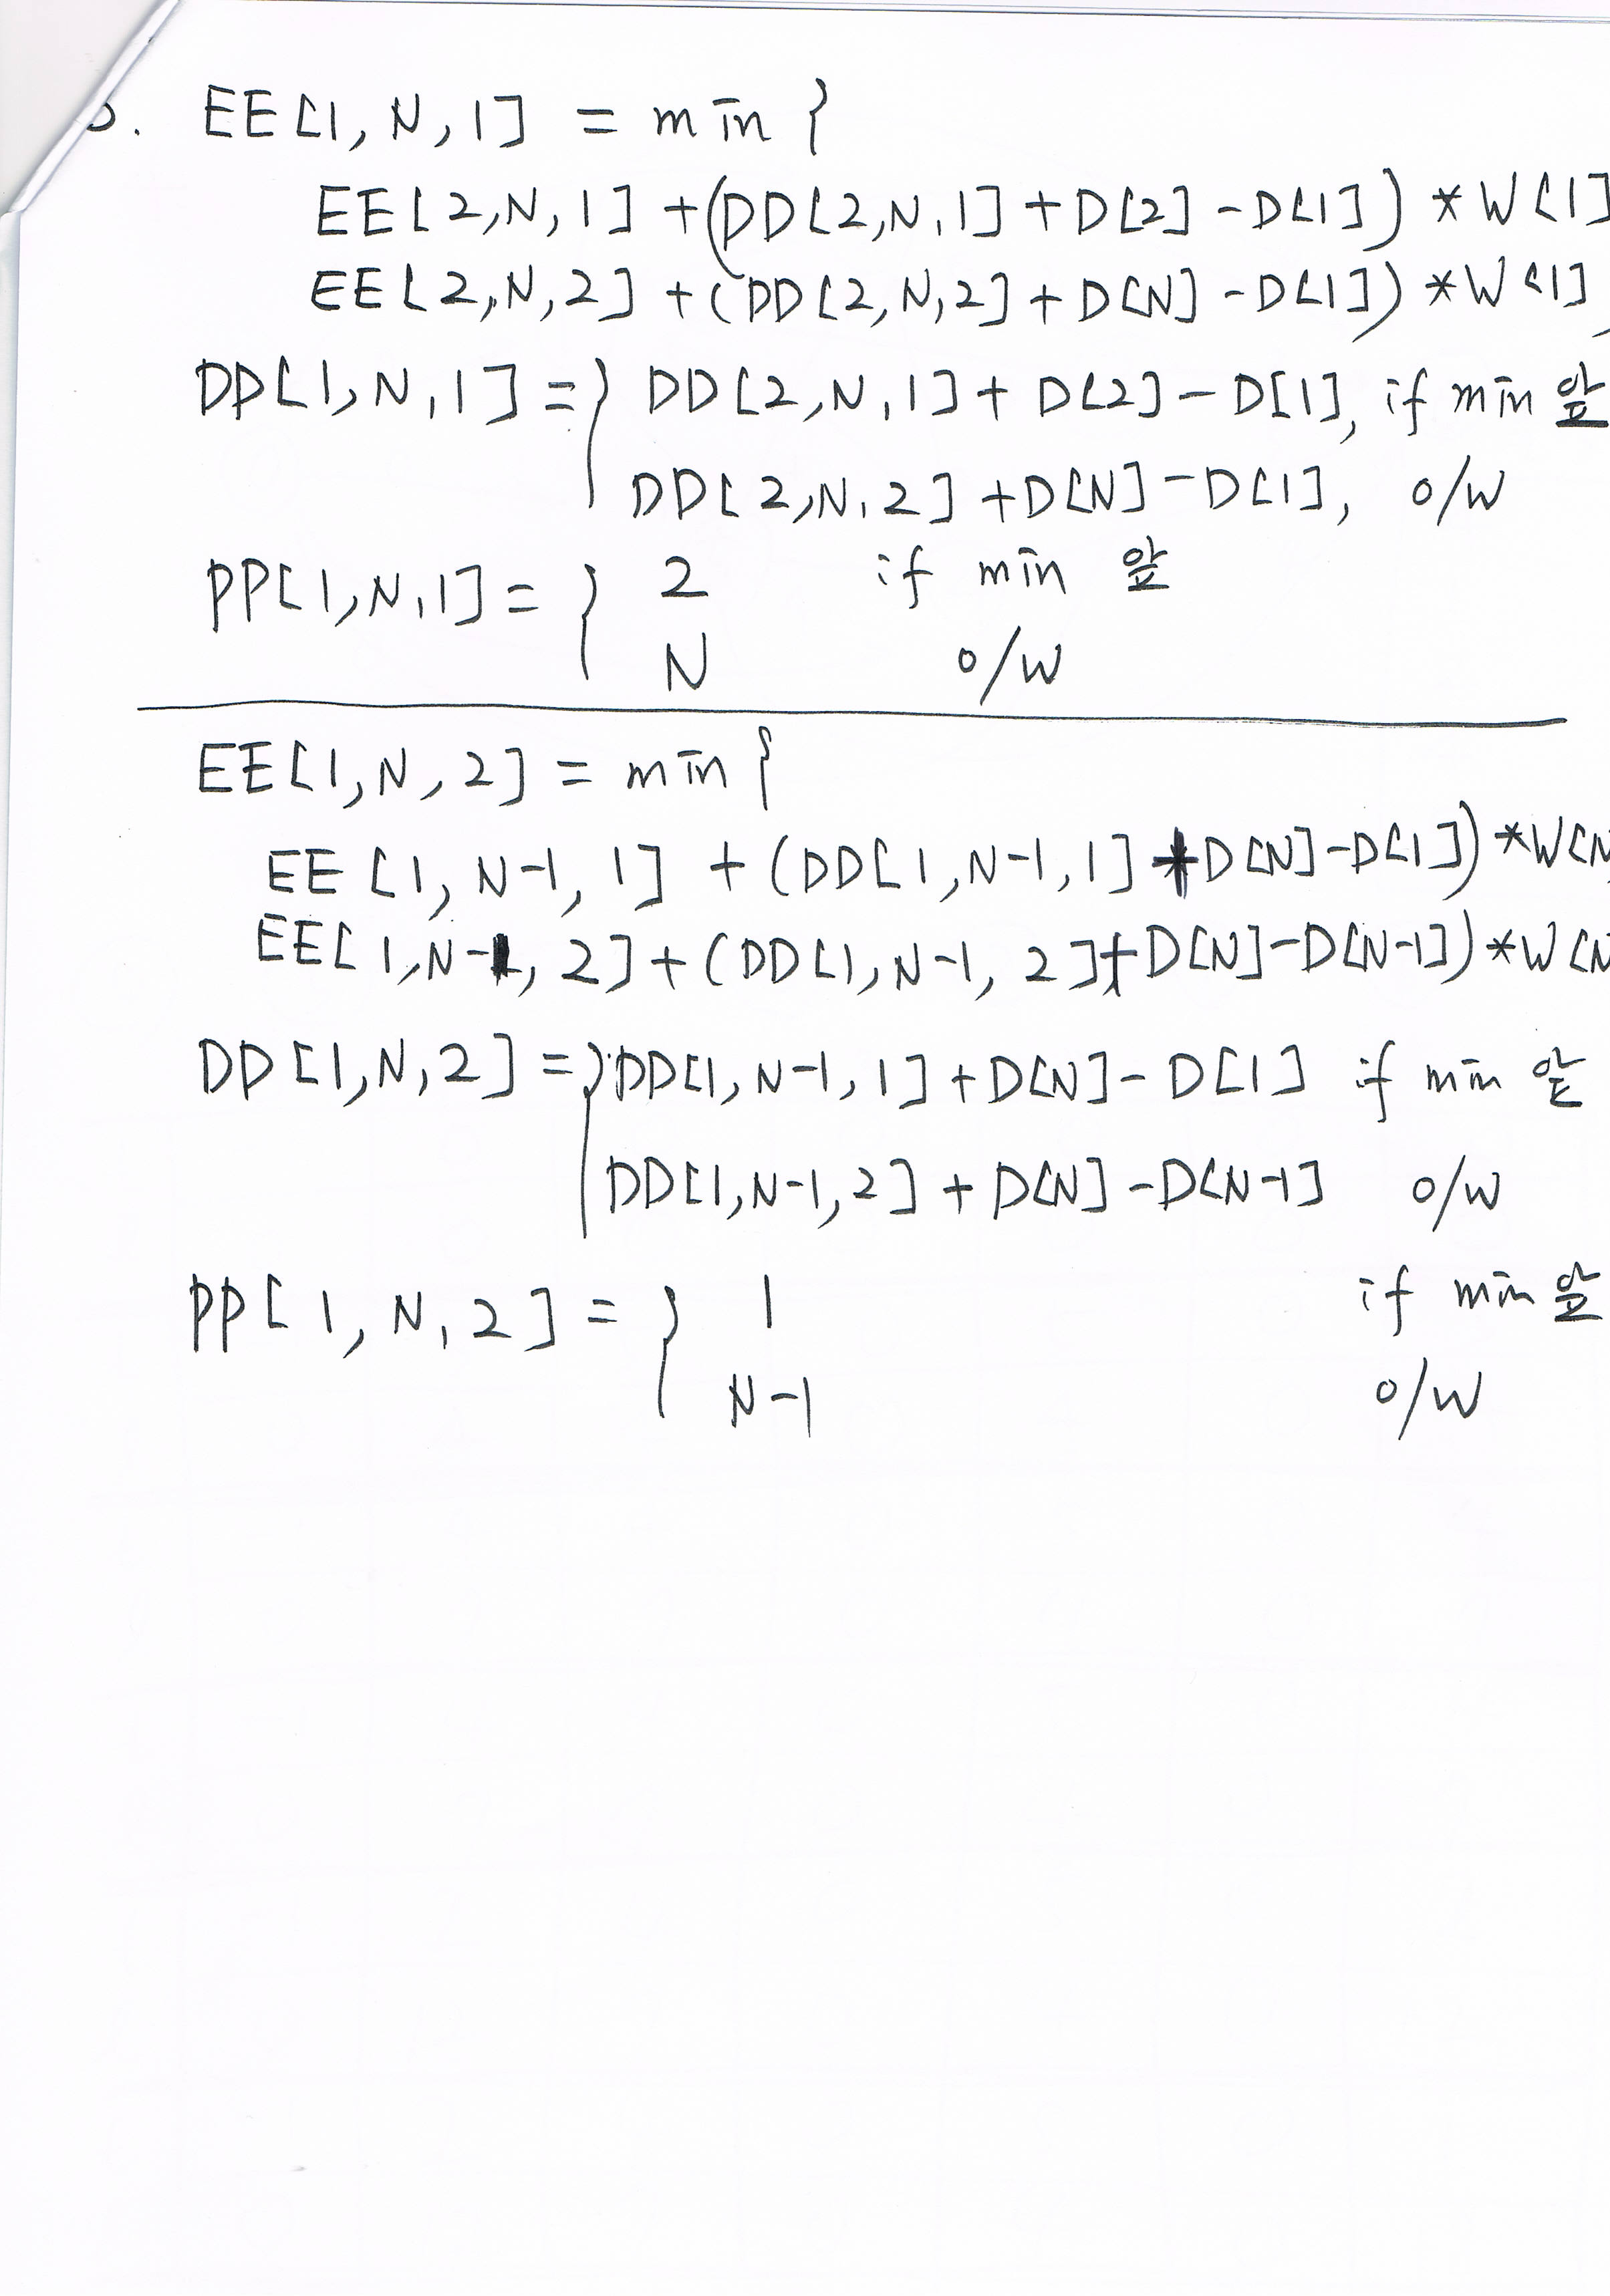 . EE[1, N, 1] = min {
EE[2,N,1] + (DD[2,N,1] + D[2] - D[1]) * W[1]
EE[2,N,2] + (DD[2,N,2] + D[N] - D[1]) * W[1]
DD[1,N,1] = { DD[2,N,1] + D[2] - D[1], if min 앞
DD[2,N,2] + D[N] - D[1], o/w
PP[1,N,1] = { 2 if min 앞
N o/w
EE[1,N,2] = min {
EE[1, N-1, 1] + (DD[1,N-1,1] + D[N] - D[1]) * W[N
EE[1,N-1, 2] + (DD[1,N-1, 2] + D[N] - D[N-1]) * W[N
DD[1,N,2] = { DD[1,N-1,1] + D[N] - D[1] if min 앞
DD[1,N-1,2] + D[N] - D[N-1] o/w
PP[1,N,2] = { 1 if min 앞
N-1 o/w